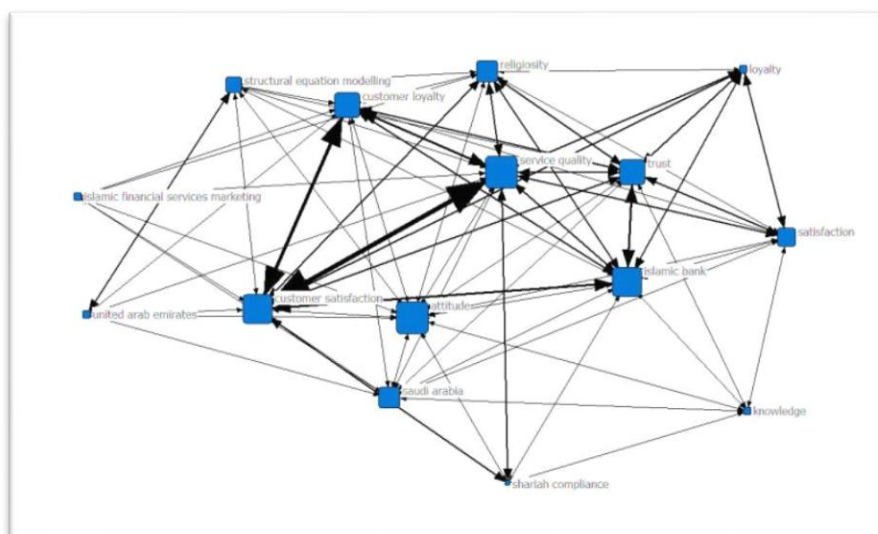 religiosity
loyalty
structural equation modelling
customer loyalty
service quality
trust
islamic financial services marketing
satisfaction
islamic bank
customer satisfaction
attitude
united arab emirates
saudi arabia
knowledge
shariah compliance